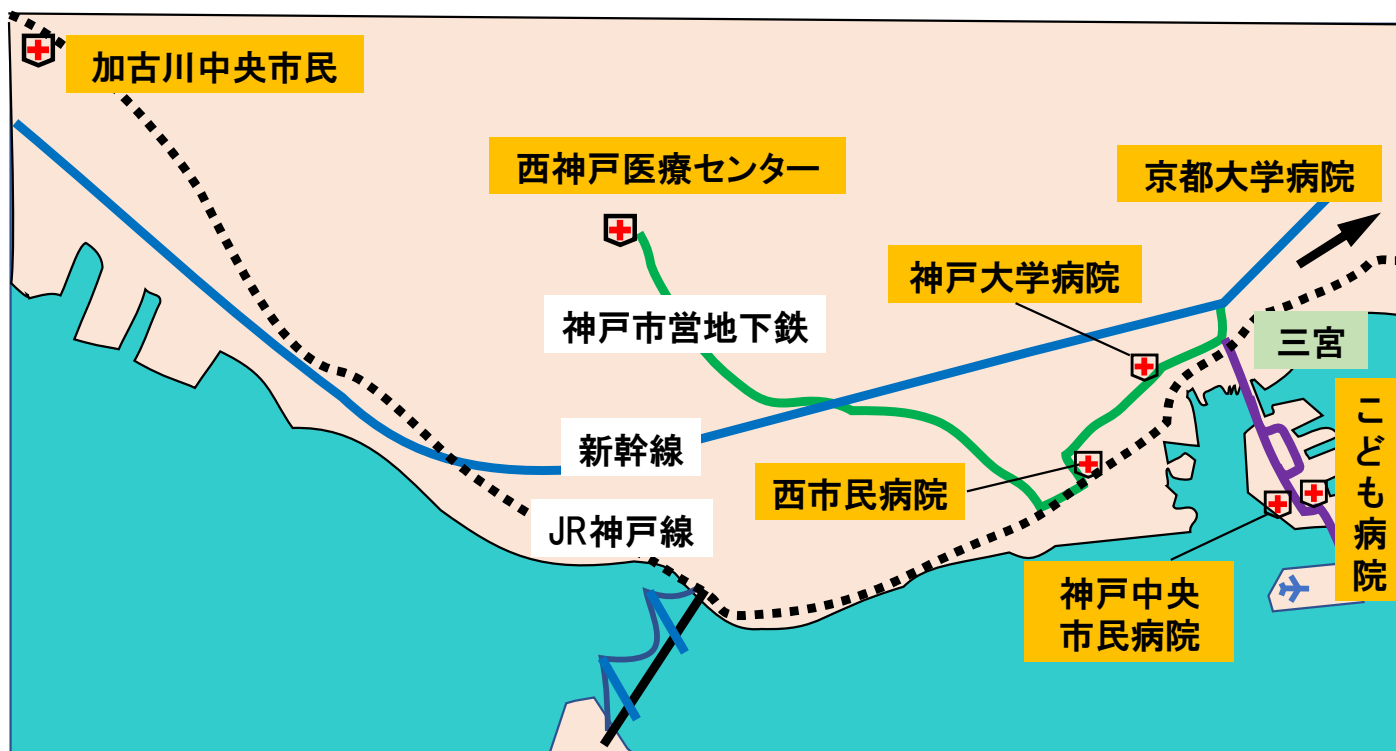 加古川中央市民
西神戸医療センター
京都大学病院
神戸大学病院
神戸市営地下鉄
三宮
こども病院
新幹線
西市民病院
JR神戸線
神戸中央
市民病院